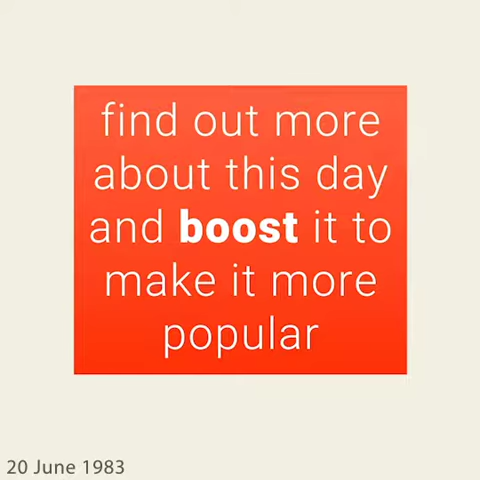 find out more
about this day
and boost it to
make it more
popular
20 June 1983